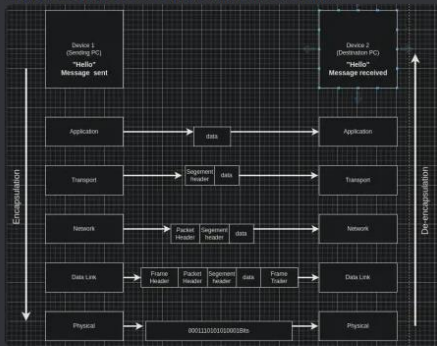 Device 1
(Sending PC)
"Hello"
Message sent
Device 2
(Destination PC)
"Hello"
Message received
Encapsulation
De-encapsulation
Application
data
Application
Transport
Segement
header
data
Transport
Network
Packet
Header
Segement
header
data
Network
Data Link
Frame
Header
Packet
Header
Segement
header
data
Frame
Trailer
Data Link
Physical
0001110101010001Bits
Physical